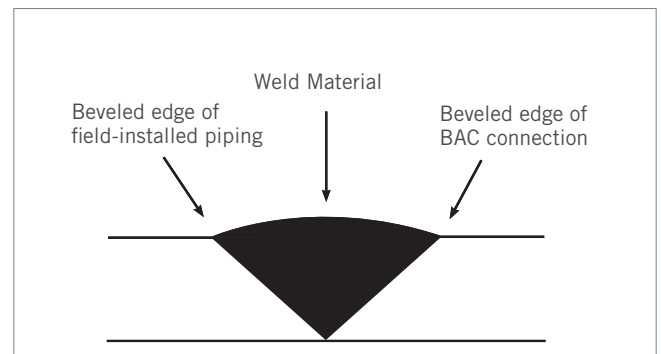 Weld Material
Beveled edge of
field-installed piping
Beveled edge of
BAC connection